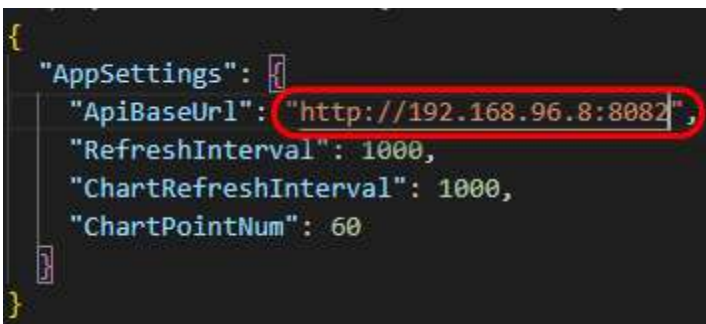 {
"AppSettings": {
"ApiBaseUrl": "http://192.168.96.8:8082",
"RefreshInterval": 1000,
"ChartRefreshInterval": 1000,
"ChartPointNum": 60
}
}